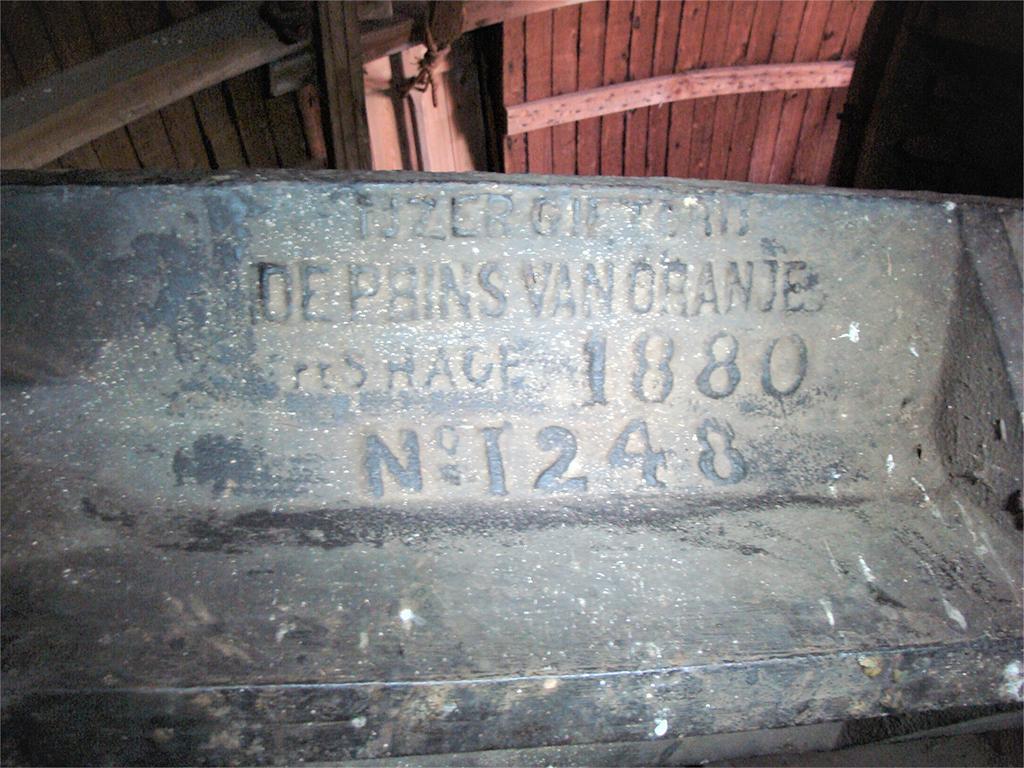 IJZERGIETERIJ
DE PRINS VAN ORANJE
'S HAGE 1880
No. 1248